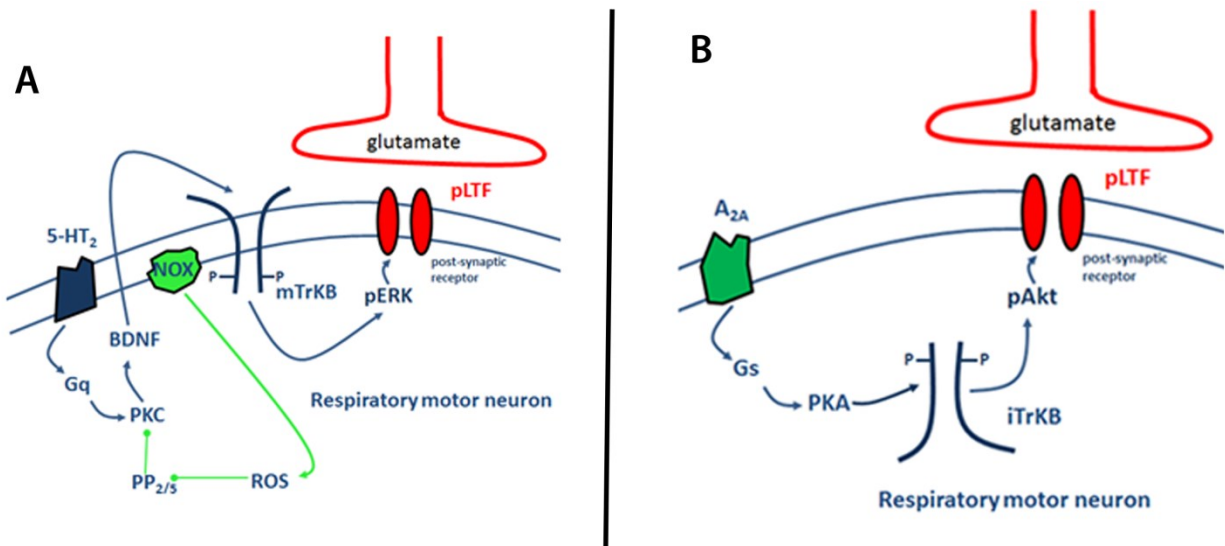 A
glutamate
pLTF
5-HT2
NOX
P
P
mTrKB
post-synaptic
receptor
pERK
BDNF
Gq
PKC
Respiratory motor neuron
PP2/5
ROS
B
glutamate
pLTF
A2A
post-synaptic
receptor
pAkt
Gs
P
P
PKA
iTrKB
Respiratory motor neuron